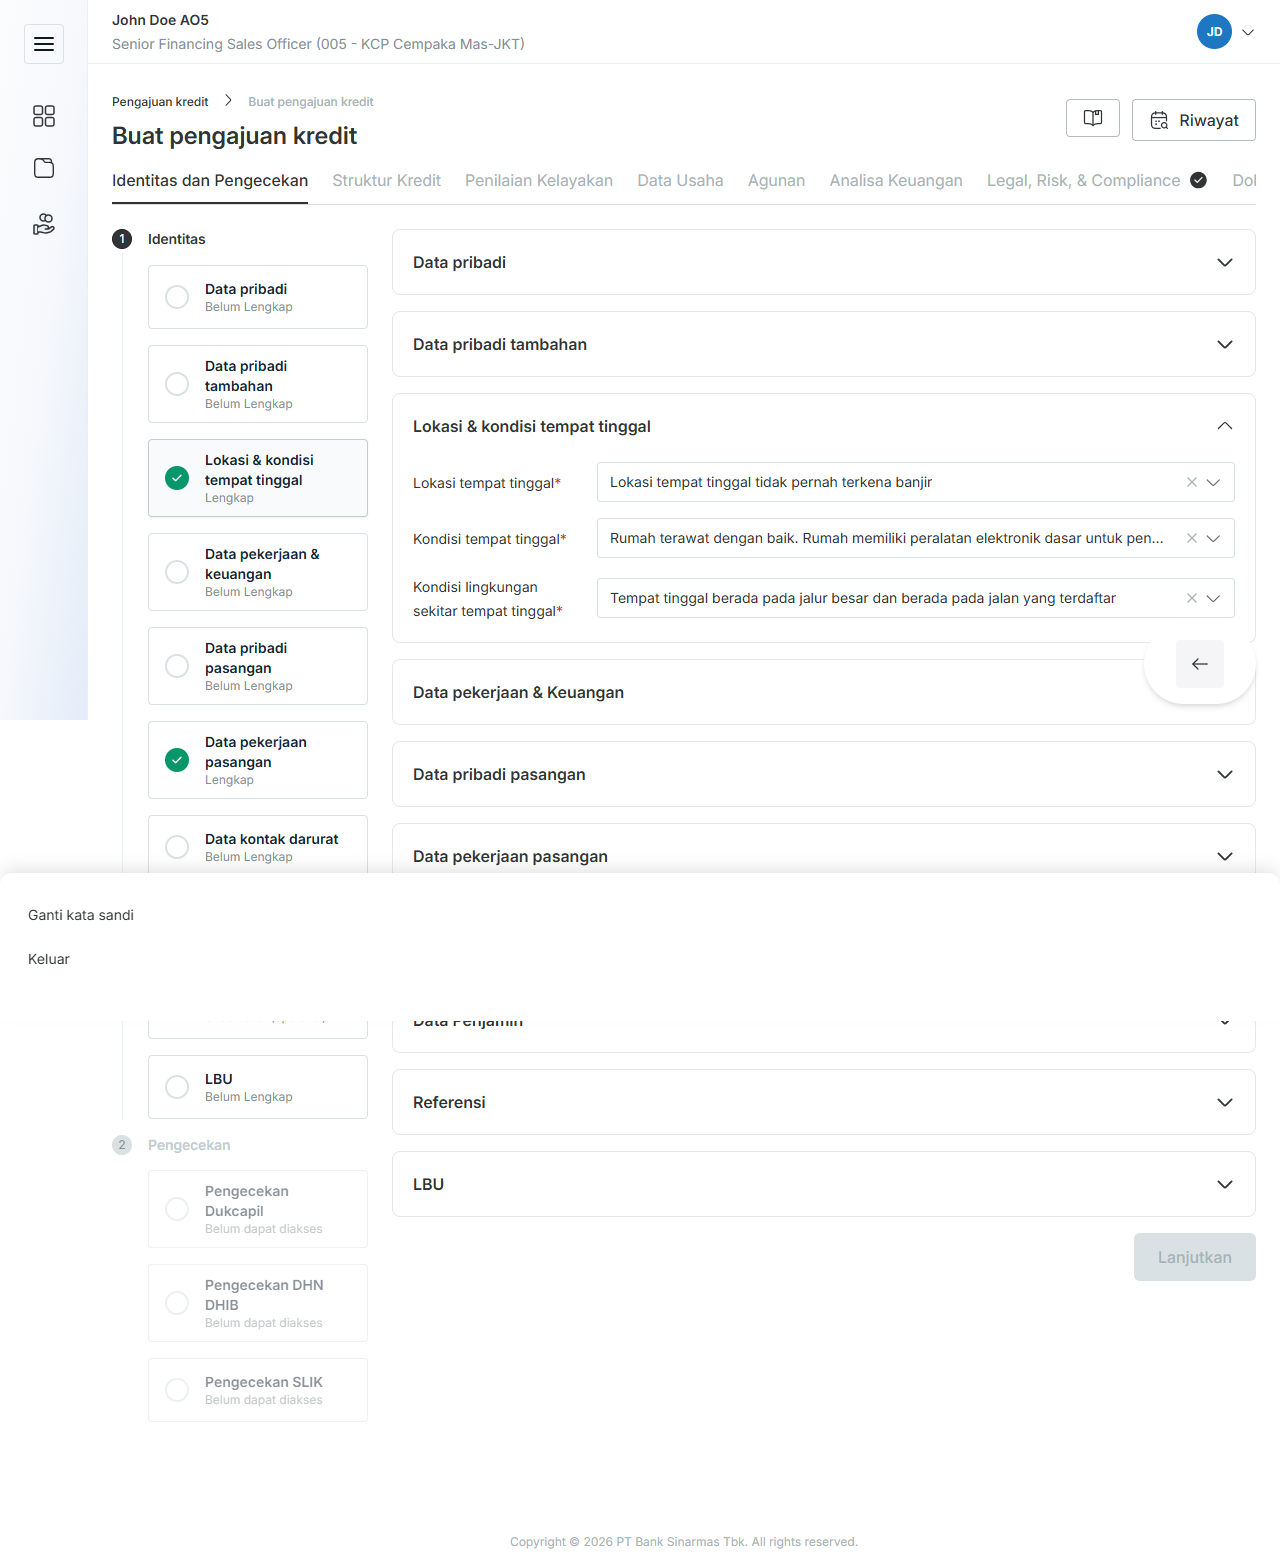 John Doe AO5
Senior Financing Sales Officer (005 - KCP Cempaka Mas-JKT)
JD
Pengajuan kredit
Buat pengajuan kredit
Buat pengajuan kredit
Riwayat
Identitas dan Pengecekan
Struktur Kredit
Penilaian Kelayakan
Data Usaha
Agunan
Analisa Keuangan
Legal, Risk, & Compliance
Dol
1
Identitas
Data pribadi
Belum Lengkap
Data pribadi
tambahan
Belum Lengkap
Lokasi & kondisi
tempat tinggal
Lengkap
Data pekerjaan &
keuangan
Belum Lengkap
Data pribadi
pasangan
Belum Lengkap
Data pekerjaan
pasangan
Lengkap
Data kontak darurat
Belum Lengkap
Data pribadi
Data pribadi tambahan
Lokasi & kondisi tempat tinggal
Lokasi tempat tinggal*
Lokasi tempat tinggal tidak pernah terkena banjir
Kondisi tempat tinggal*
Rumah terawat dengan baik. Rumah memiliki peralatan elektronik dasar untuk pen...
Kondisi lingkungan
sekitar tempat tinggal*
Tempat tinggal berada pada jalur besar dan berada pada jalan yang terdaftar
Data pekerjaan & Keuangan
Data pribadi pasangan
Data pekerjaan pasangan
Ganti kata sandi
Keluar
Data Penjamin
LBU
Belum Lengkap
2
Pengecekan
Pengecekan
Dukcapil
Belum dapat diakses
Pengecekan DHN
DHIB
Belum dapat diakses
Pengecekan SLIK
Belum dapat diakses
Referensi
LBU
Lanjutkan
Copyright © 2026 PT Bank Sinarmas Tbk. All rights reserved.